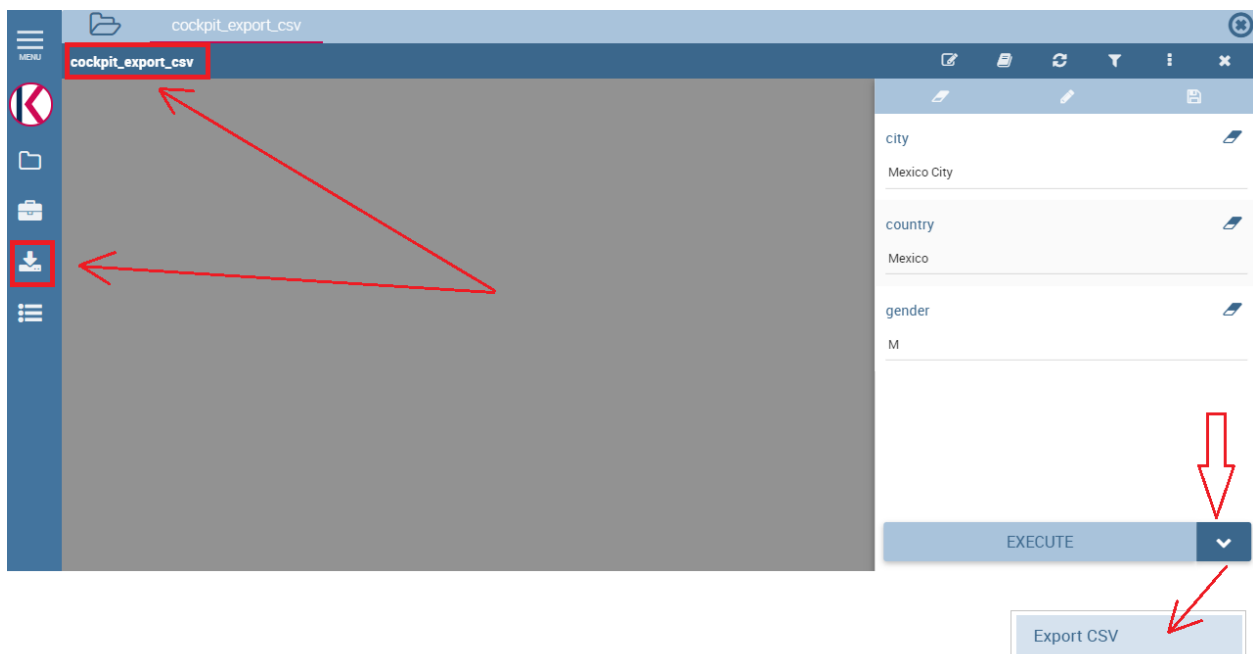 cockpit_export_csv
MENU
cockpit_export_csv
city
Mexico City
country
Mexico
gender
M
EXECUTE
Export CSV